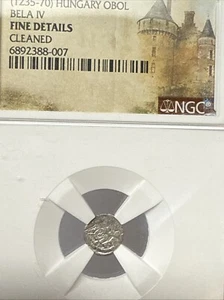 (1235-70) HUNGARY OBOL
BELA IV
FINE DETAILS
CLEANED
6892388-007
NGC